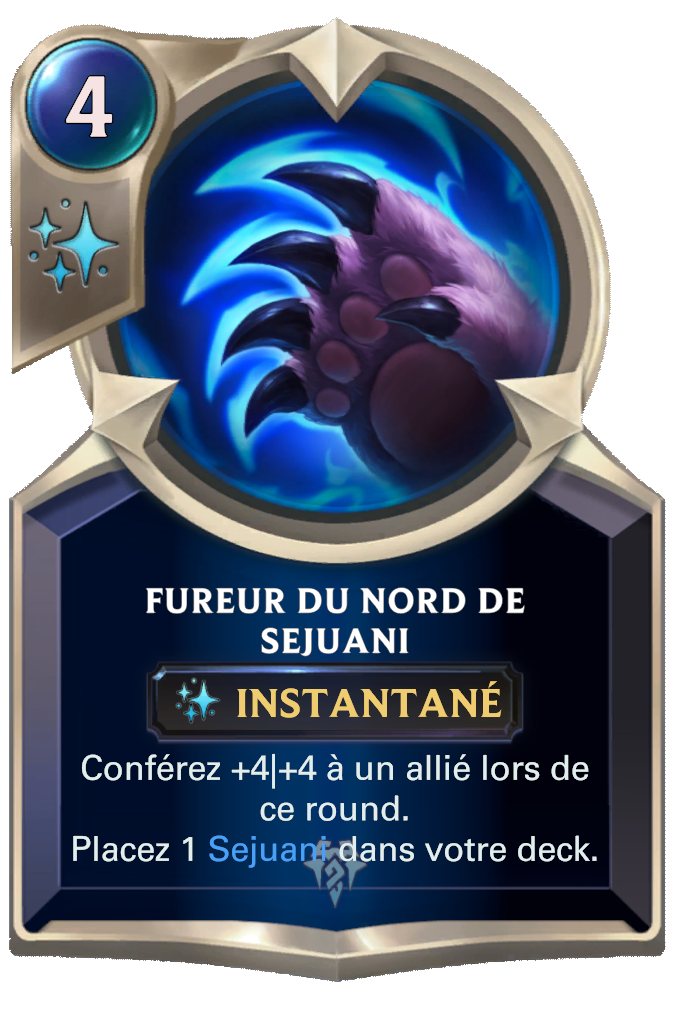 4
FUREUR DU NORD DE
SEJUANI
INSTANTANÉ
Conférez +4|+4 à un allié lors de
ce round.
Placez 1 Sejuani dans votre deck.